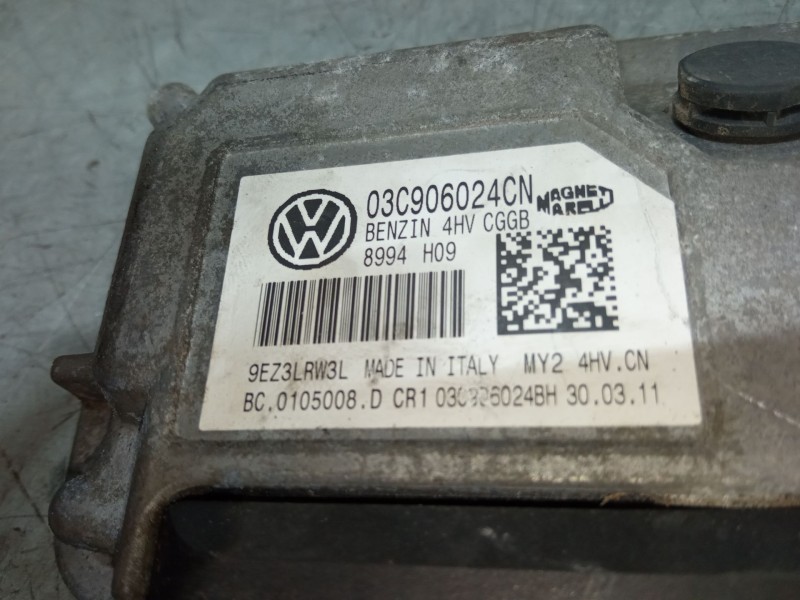 03C906024CN
MAGNETI
MARELLI
BENZIN 4HV CGGB
8994 H09
9EZ3LRW3L MADE IN ITALY MY2 4HV.CN
BC.0105008.D CR1 03C906024BH 30.03.11